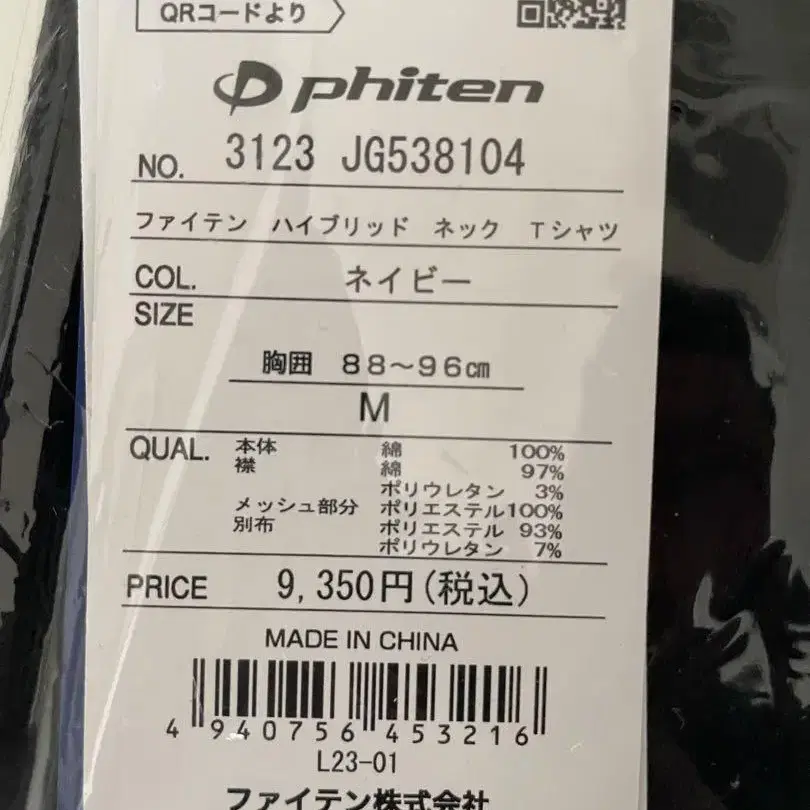 QRコードより
phiten
NO. 3123 JG538104
ファイテン ハイブリッド ネック Tシャツ
COL. ネイビー
SIZE
胸囲 88～96cm
M
QUAL. 本体 綿 100%
襟 綿 97%
ポリウレタン 3%
メッシュ部分 ポリエステル100%
別布 ポリエステル 93%
ポリウレタン 7%
PRICE 9,350円(税込)
MADE IN CHINA
4 940756 453216
L23-01
ファイテン株式会社